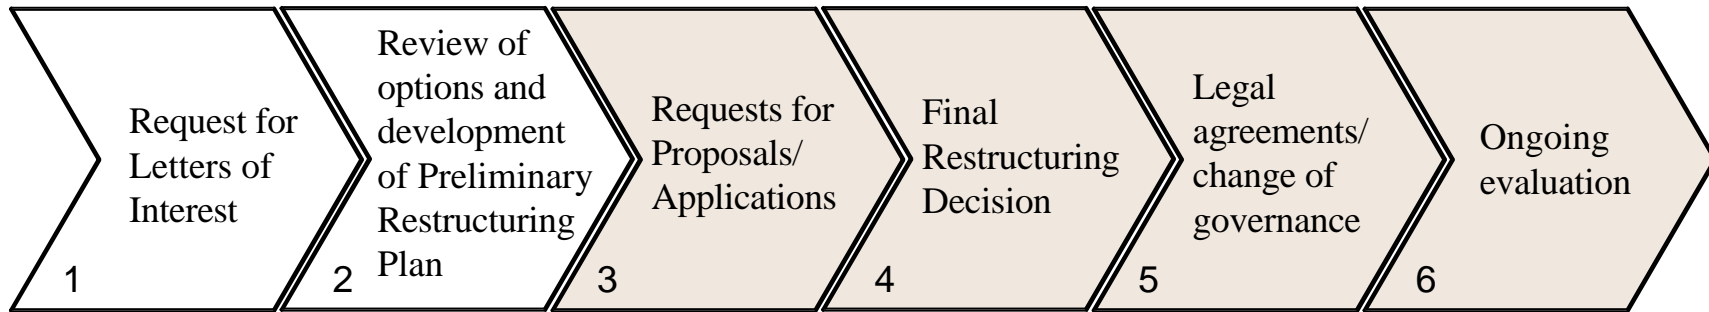 Request for
Letters of
Interest
1
Review of
options and
development
of Preliminary
Restructuring
Plan
2
Requests for
Proposals/
Applications
3
Final
Restructuring
Decision
4
Legal
agreements/
change of
governance
5
Ongoing
evaluation
6